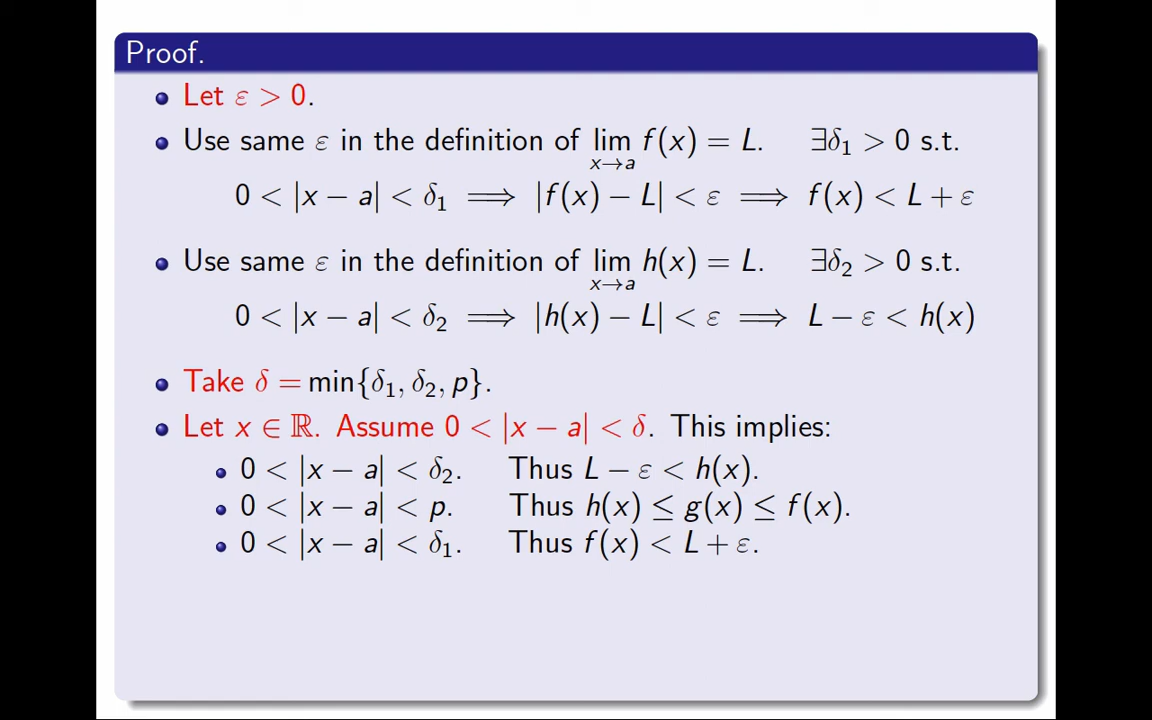 Proof.
Let ε > 0.
Use same ε in the definition of lim_{x→a} f(x) = L. ∃δ₁ > 0 s.t.
0 < |x − a| < δ₁ ⟹ |f(x) − L| < ε ⟹ f(x) < L + ε
Use same ε in the definition of lim_{x→a} h(x) = L. ∃δ₂ > 0 s.t.
0 < |x − a| < δ₂ ⟹ |h(x) − L| < ε ⟹ L − ε < h(x)
Take δ = min{δ₁, δ₂, p}.
Let x ∈ ℝ. Assume 0 < |x − a| < δ. This implies:
0 < |x − a| < δ₂. Thus L − ε < h(x).
0 < |x − a| < p. Thus h(x) ≤ g(x) ≤ f(x).
0 < |x − a| < δ₁. Thus f(x) < L + ε.